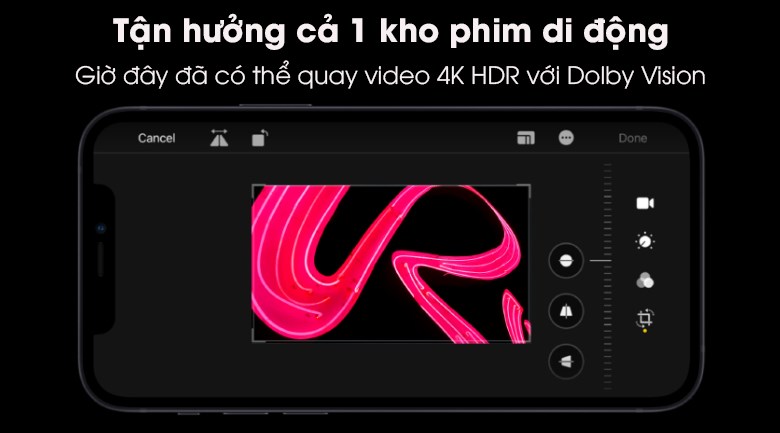 Tận hưởng cả 1 kho phim di động
Giờ đây đã có thể quay video 4K HDR với Dolby Vision
Cancel
Done